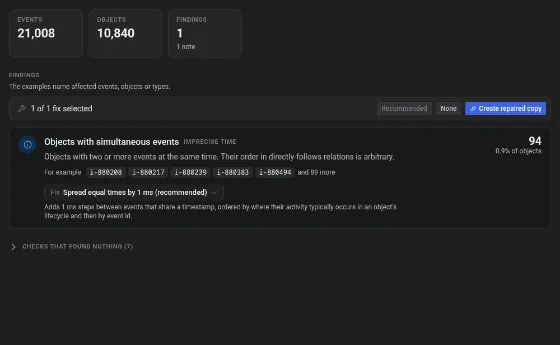 EVENTS
21,008
OBJECTS
10,840
FINDINGS
1
1 note
FINDINGS
The examples name affected events, objects or types.
1 of 1 fix selected
Recommended
None
Create repaired copy
Objects with simultaneous events IMPRECISE TIME
94
Objects with two or more events at the same time. Their order in directly-follows relations is arbitrary.
0.9% of objects
For example i-880208 i-880217 i-880239 i-880383 i-880494 and 89 more
Fix Spread equal times by 1 ms (recommended)
Adds 1 ms steps between events that share a timestamp, ordered by where their activity typically occurs in an object's
lifecycle and then by event id.
CHECKS THAT FOUND NOTHING (7)